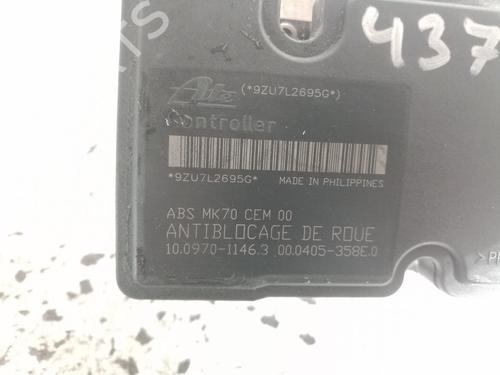 437
Ate (*9ZU7L2695G*)
Controller
*9ZU7L2695G* MADE IN PHILIPPINES
ABS MK70 CEM 00
ANTIBLOCAGE DE ROUE
10.0970-1146.3 00.0405-358E.0